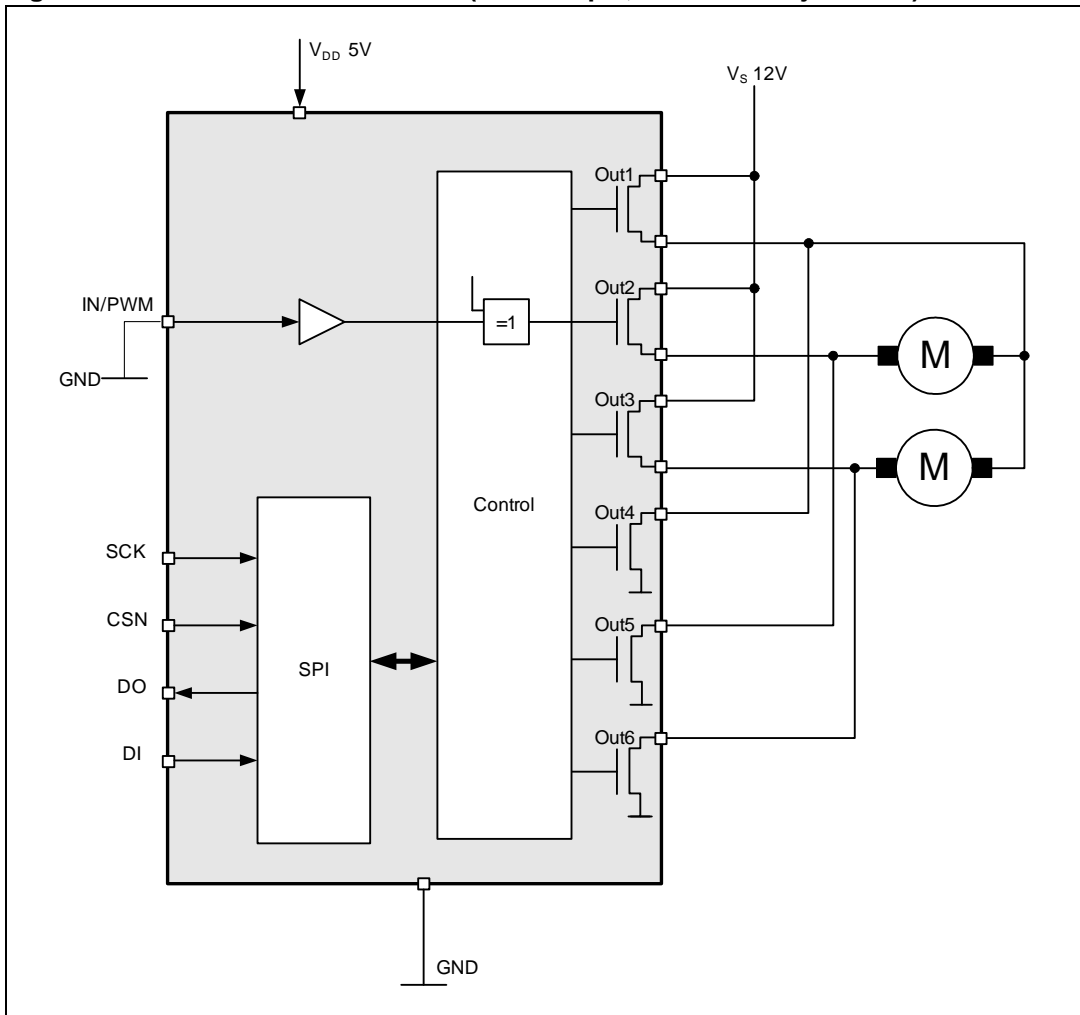 V_DD 5V
V_S 12V
Out1
IN/PWM
Out2
=1
GND
M
Out3
M
Control
Out4
SCK
CSN
Out5
SPI
DO
Out6
DI
GND